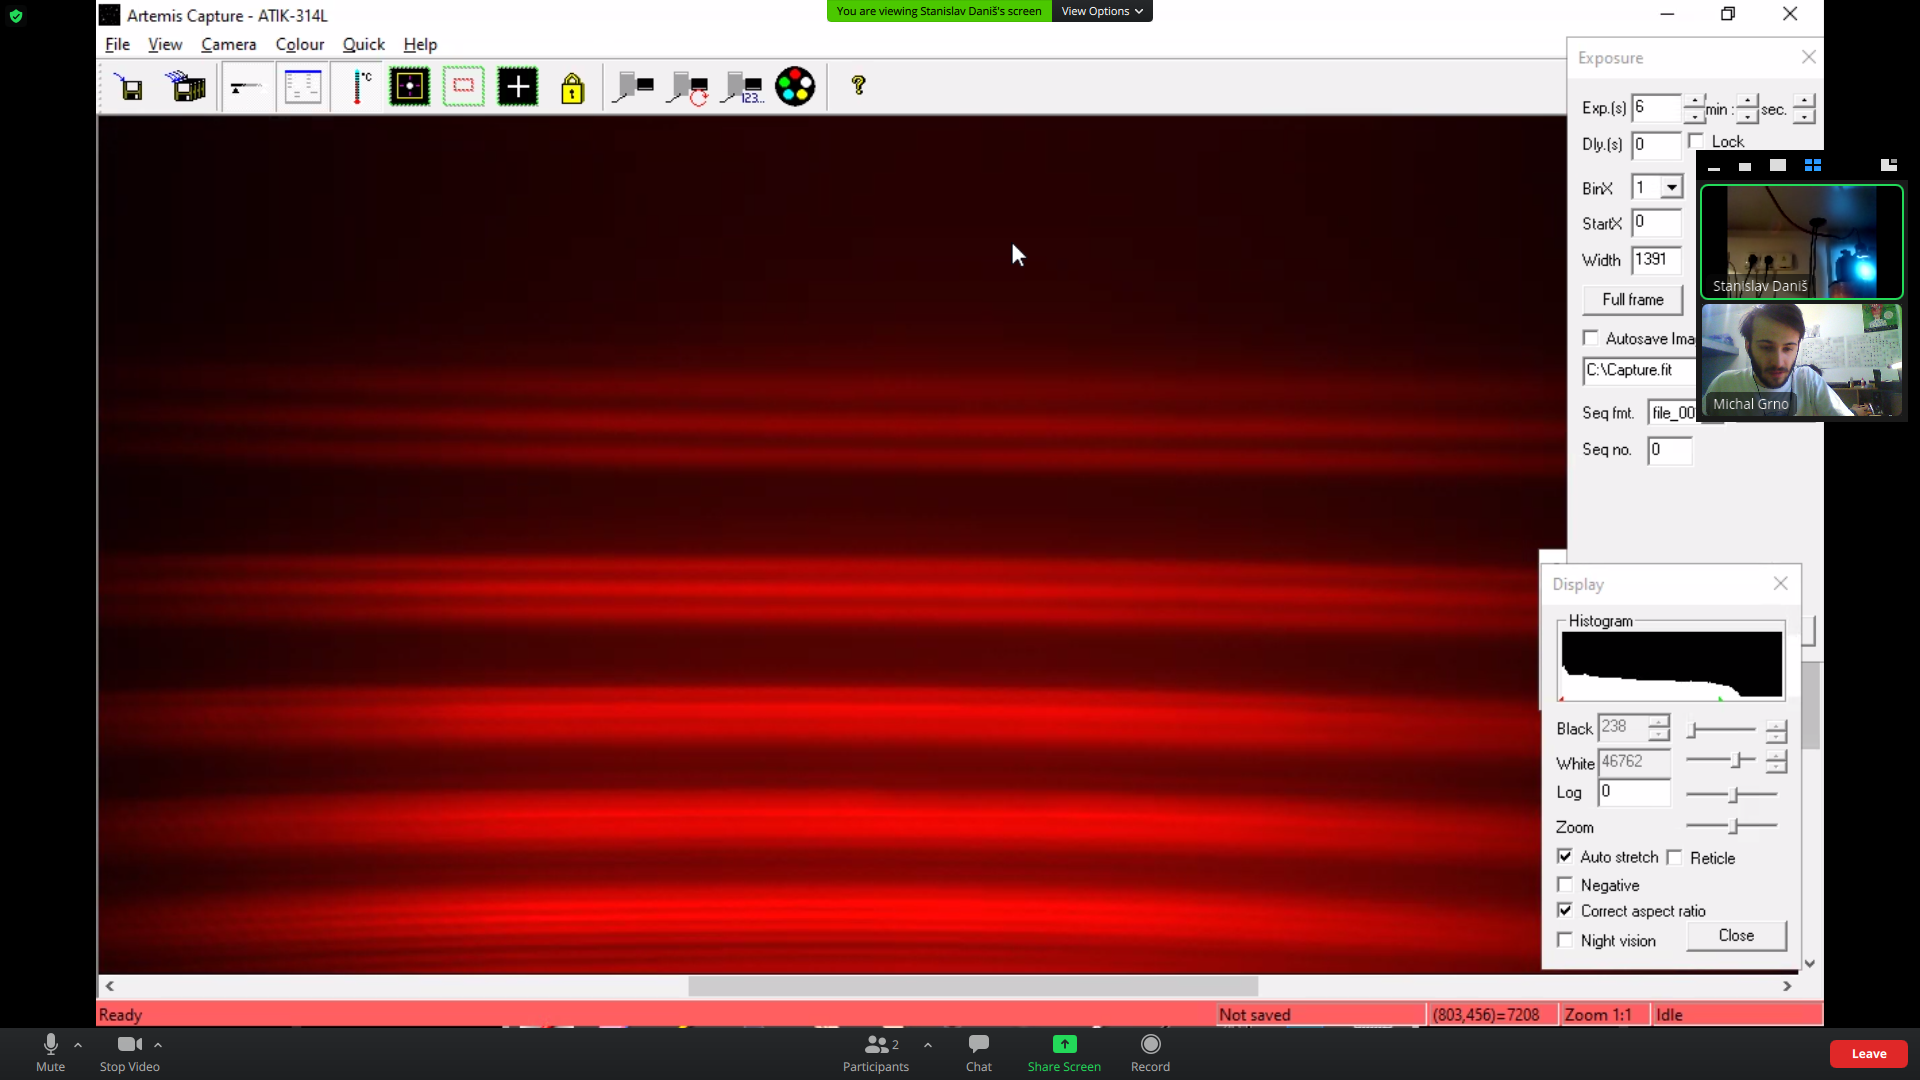 Artemis Capture - ATIK-314L
You are viewing Stanislav Daniš's screen
View Options
File View Camera Colour Quick Help
°C
123...
?
Exposure
Exp.(s) 6 min : sec.
Dly.(s) 0 Lock
BinX 1
StartX 0
Width 1391
Full frame
Autosave Ima
C:\Capture.fit
Seq fmt. file_00
Seq no. 0
Stanislav Daniš
Michal Grno
Display
Histogram
Black 238
White 46762
Log 0
Zoom
Auto stretch Reticle
Negative
Correct aspect ratio
Night vision Close
Ready Not saved (803,456)=7208 Zoom 1:1 Idle
Mute Stop Video Participants 2 Chat Share Screen Record Leave